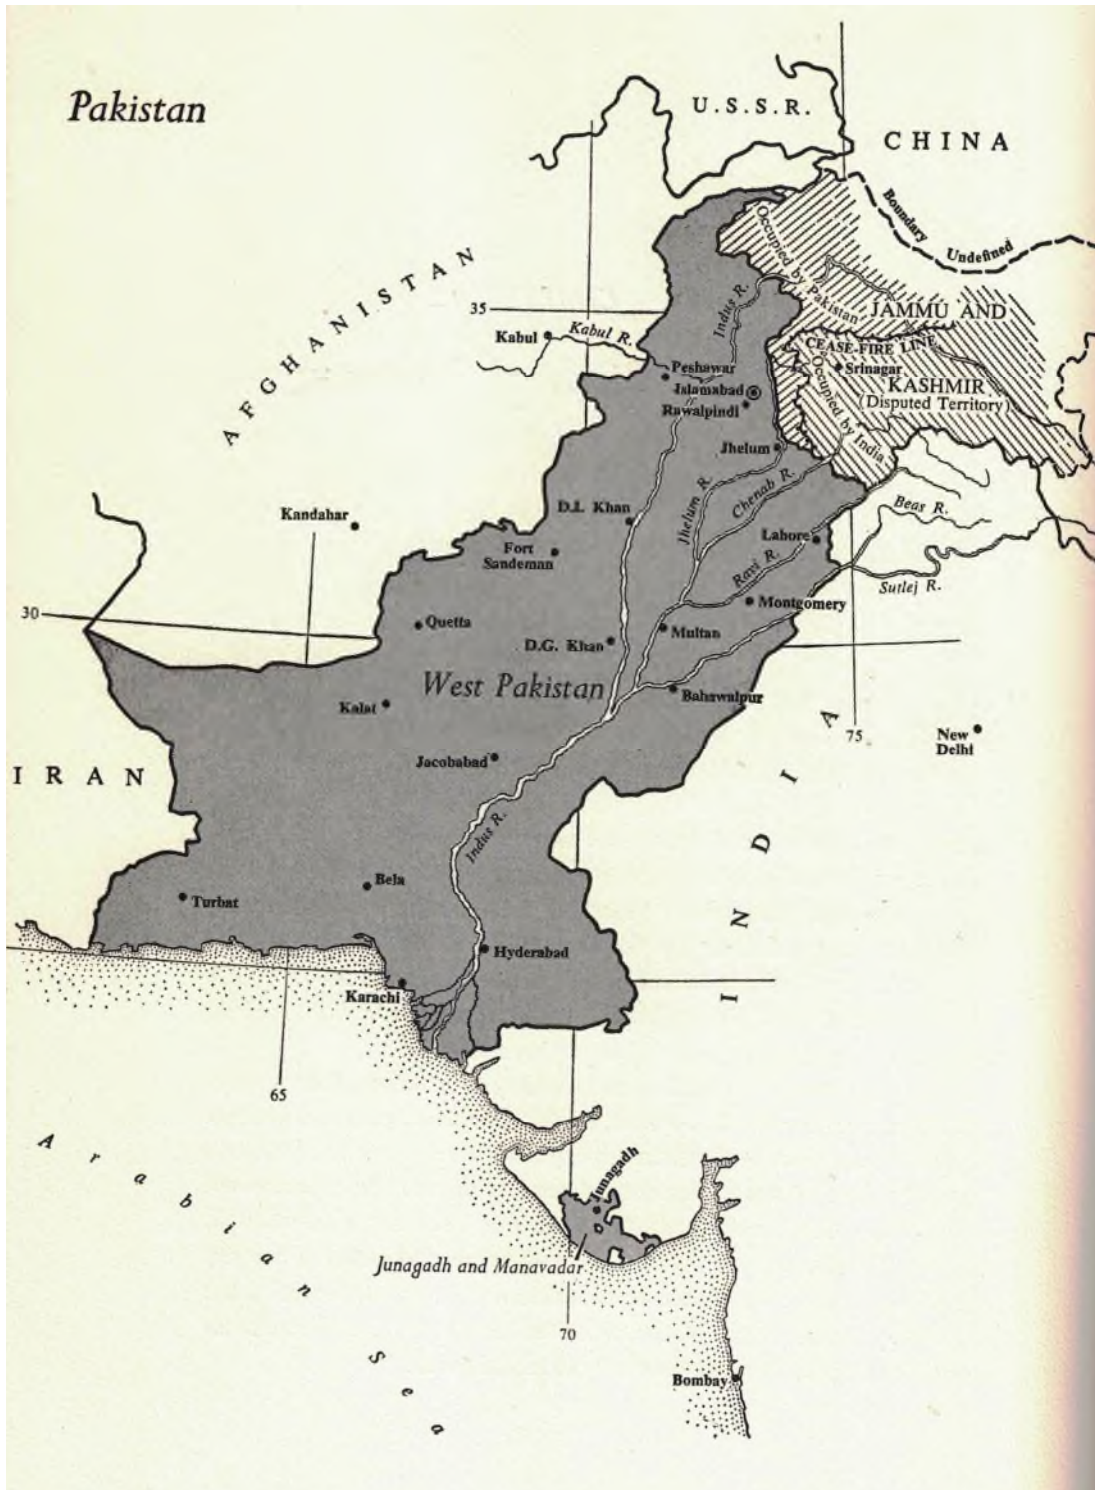 Pakistan
U.S.S.R.
CHINA
Boundary
Undefined
AFGHANISTAN
Occupied by Pakistan
Indus R.
35
JAMMU AND
Kabul
Kabul R.
CEASE-FIRE LINE
Srinagar
Peshawar
Islamabad
Rawalpindi
KASHMIR
(Disputed Territory)
Occupied by India
Jhelum
Jhelum R.
Chenab R.
D.I. Khan
Kandahar
Beas R.
Lahore
Fort
Sandeman
Ravi R.
Sutlej R.
30
Montgomery
Quetta
Multan
D.G. Khan
West Pakistan
Bahawalpur
Kalat
75
New
Delhi
Jacobabad
IRAN
INDIA
Indus R.
Bela
Turbat
Hyderabad
Karachi
65
Arabian Sea
Junagadh
Junagadh and Manavadar
70
Bombay